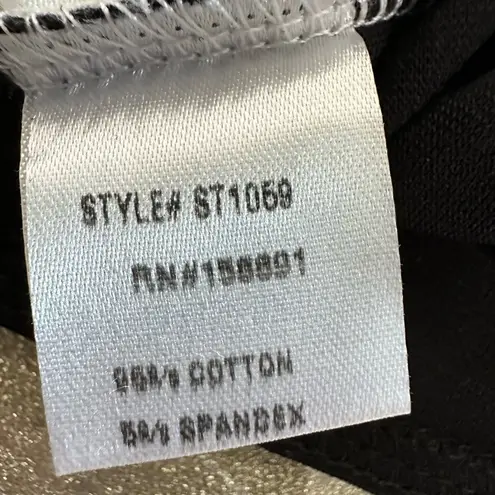 STYLE# ST1059
95% COTTON
5% SPANDEX